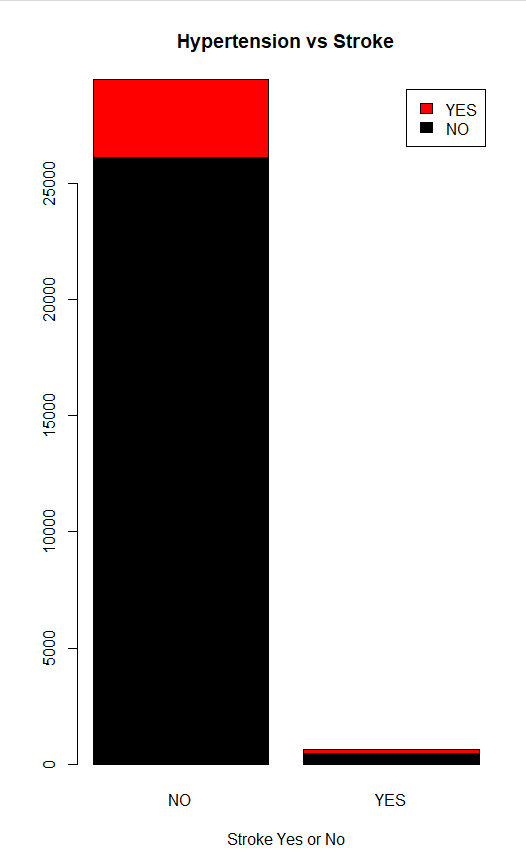 Hypertension vs Stroke
YES
NO
25000
20000
15000
10000
5000
0
NO
YES
Stroke Yes or No